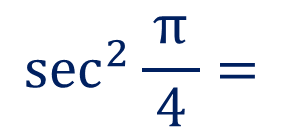 sec² π/4 =